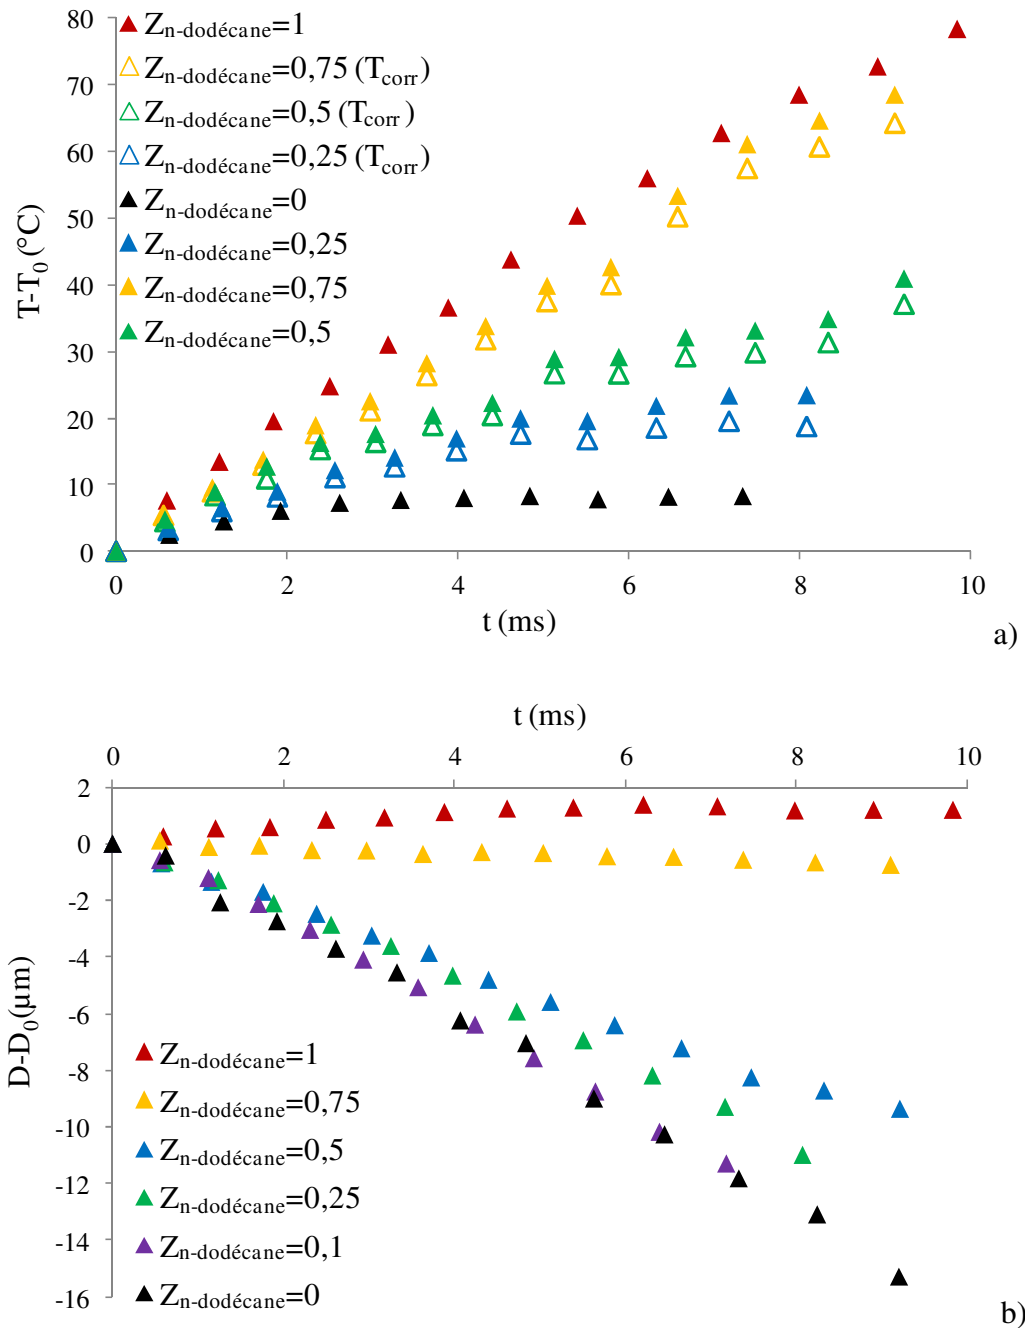 80
70
60
50
40
30
20
10
0
T-T0 (°C)
Zn-dodécane=1
Zn-dodécane=0,75 (Tcorr)
Zn-dodécane=0,5 (Tcorr)
Zn-dodécane=0,25 (Tcorr)
Zn-dodécane=0
Zn-dodécane=0,25
Zn-dodécane=0,75
Zn-dodécane=0,5
0 2 4 6 8 10
t (ms)
a)
t (ms)
0 2 4 6 8 10
2
0
-2
-4
-6
-8
-10
-12
-14
-16
D-D0(µm)
Zn-dodécane=1
Zn-dodécane=0,75
Zn-dodécane=0,5
Zn-dodécane=0,25
Zn-dodécane=0,1
Zn-dodécane=0
b)